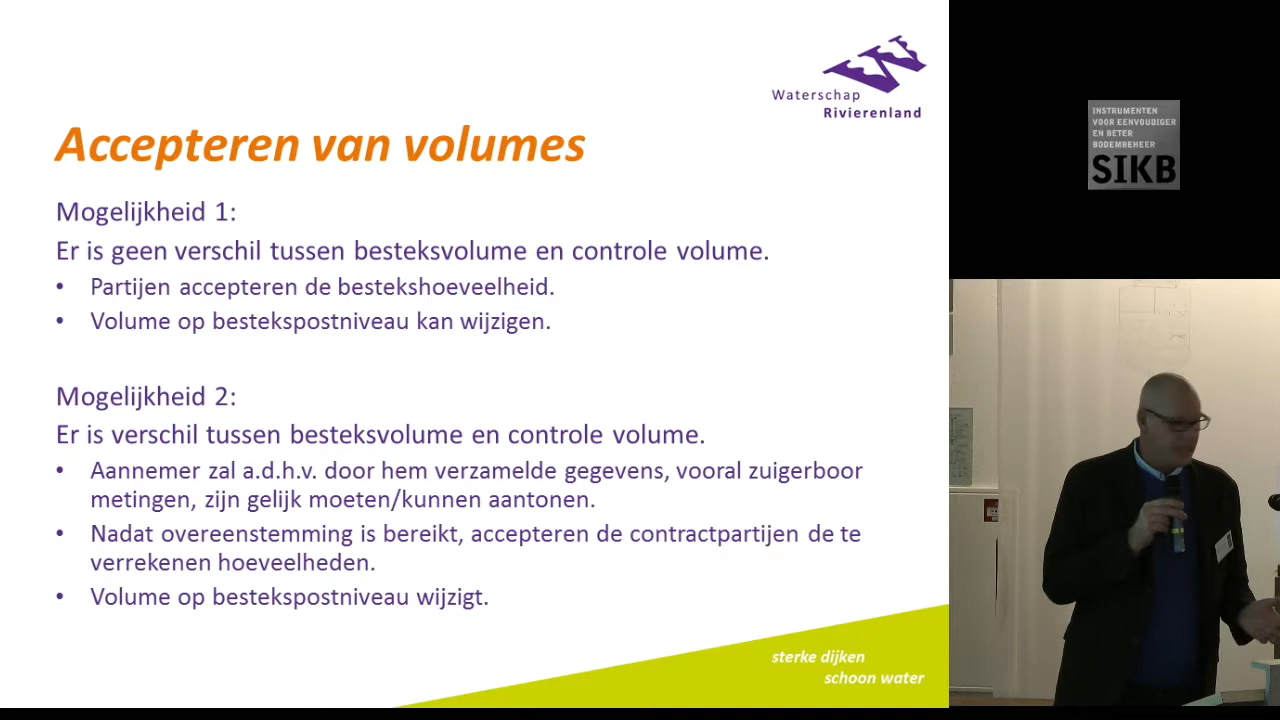 Waterschap
Rivierenland
Accepteren van volumes
Mogelijkheid 1:
Er is geen verschil tussen besteksvolume en controle volume.
• Partijen accepteren de bestekshoeveelheid.
• Volume op bestekspostniveau kan wijzigen.
Mogelijkheid 2:
Er is verschil tussen besteksvolume en controle volume.
• Aannemer zal a.d.h.v. door hem verzamelde gegevens, vooral zuigerboor
metingen, zijn gelijk moeten/kunnen aantonen.
• Nadat overeenstemming is bereikt, accepteren de contractpartijen de te
verrekenen hoeveelheden.
• Volume op bestekspostniveau wijzigt.
sterke dijken
schoon water
INSTRUMENTEN
VOOR EENVOUDIGER
EN BETER
BODEMBEHEER
SIKB